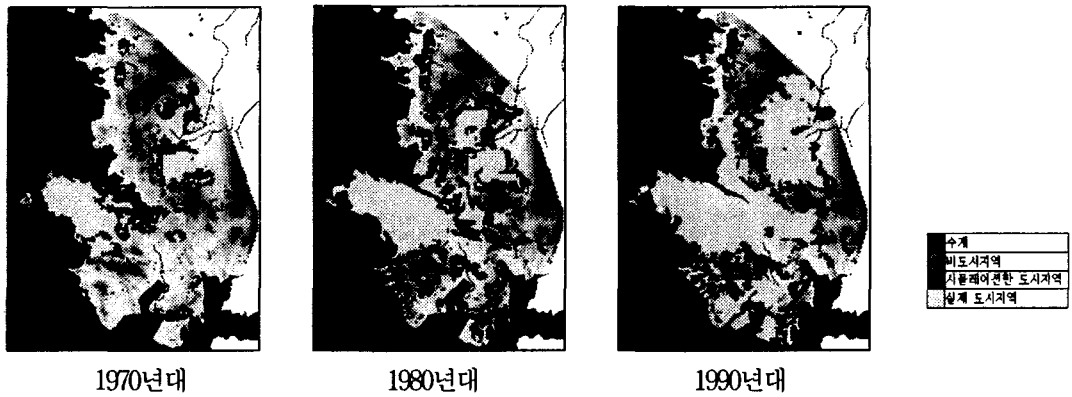 1970년대
1980년대
1990년대
수계
비도시지역
시뮬레이션한 도시지역
실제 도시지역